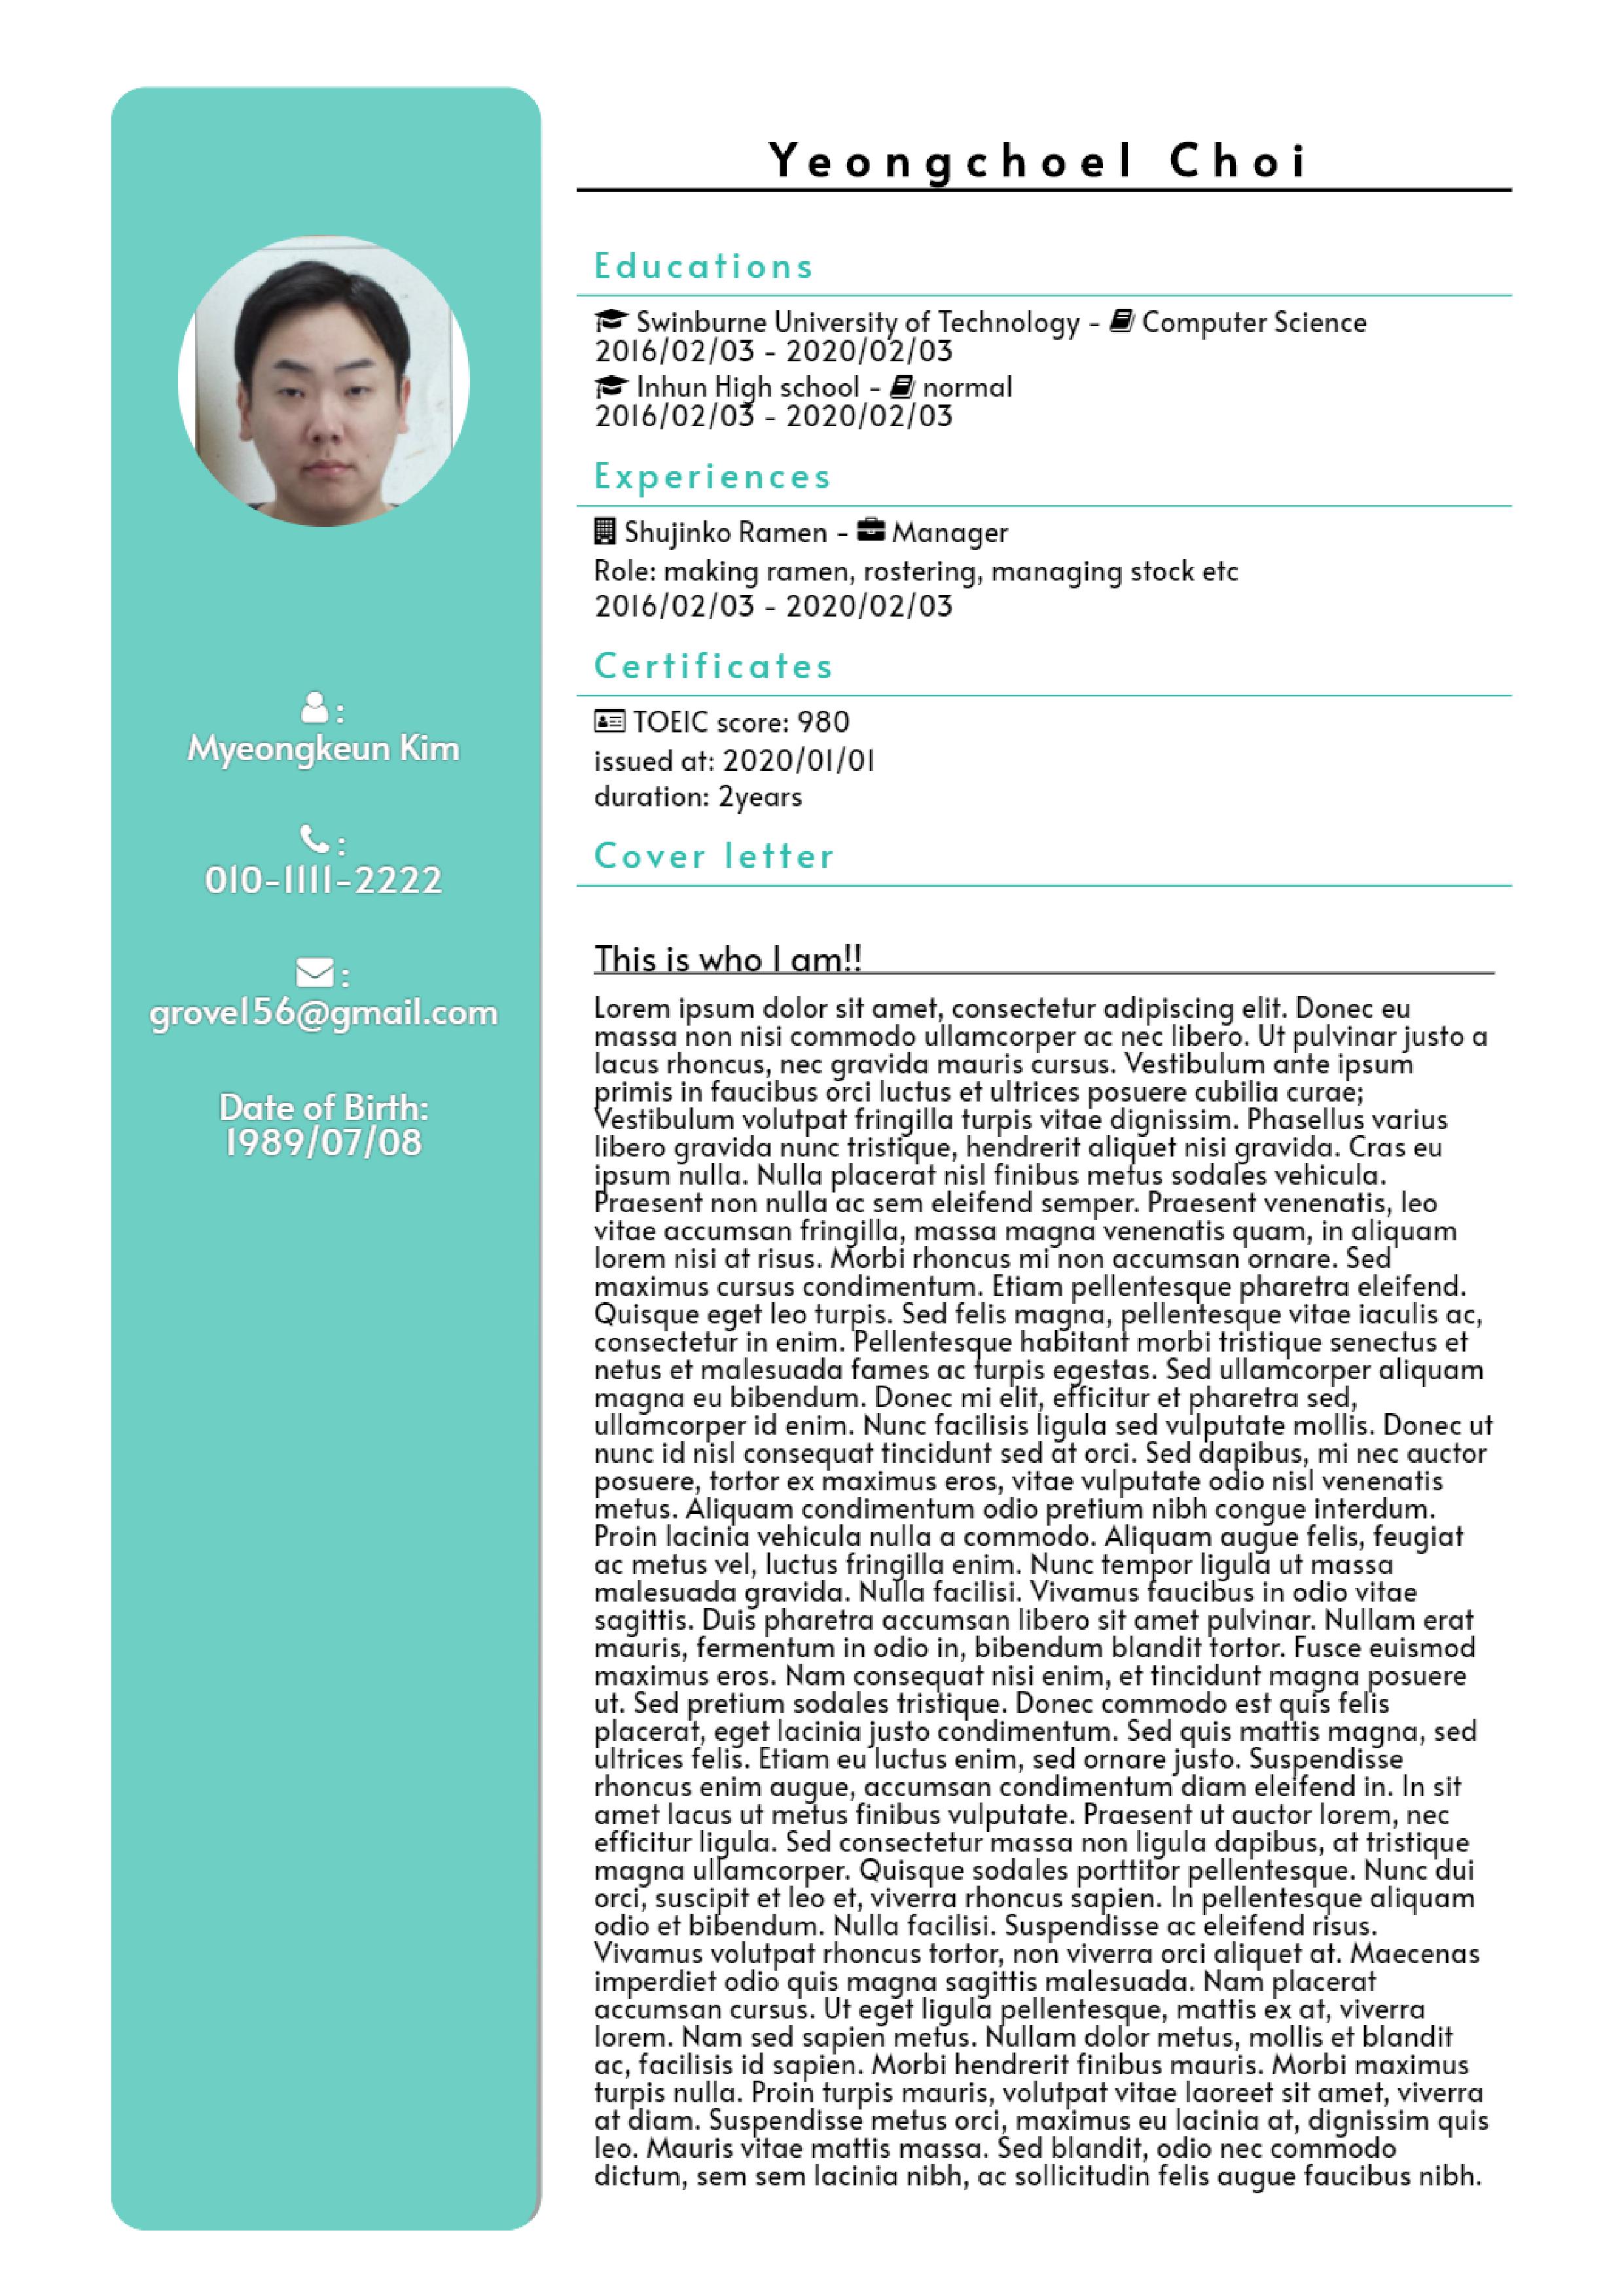 Yeongchoel Choi
Myeongkeun Kim
010-1111-2222
grove156@gmail.com
Date of Birth:
1989/07/08
Educations
Swinburne University of Technology - Computer Science
2016/02/03 - 2020/02/03
Inhun High school - normal
2016/02/03 - 2020/02/03
Experiences
Shujinko Ramen - Manager
Role: making ramen, rostering, managing stock etc
2016/02/03 - 2020/02/03
Certificates
TOEIC score: 980
issued at: 2020/01/01
duration: 2years
Cover letter
This is who I am!!
Lorem ipsum dolor sit amet, consectetur adipiscing elit. Donec eu
massa non nisi commodo ullamcorper ac nec libero. Ut pulvinar justo a
lacus rhoncus, nec gravida mauris cursus. Vestibulum ante ipsum
primis in faucibus orci luctus et ultrices posuere cubilia curae;
Vestibulum volutpat fringilla turpis vitae dignissim. Phasellus varius
libero gravida nunc tristique, hendrerit aliquet nisi gravida. Cras eu
ipsum nulla. Nulla placerat nisl finibus metus sodales vehicula.
Praesent non nulla ac sem eleifend semper. Praesent venenatis, leo
vitae accumsan fringilla, massa magna venenatis quam, in aliquam
lorem nisi at risus. Morbi rhoncus mi non accumsan ornare. Sed
maximus cursus condimentum. Etiam pellentesque pharetra eleifend.
Quisque eget leo turpis. Sed felis magna, pellentesque vitae iaculis ac,
consectetur in enim. Pellentesque habitant morbi tristique senectus et
netus et malesuada fames ac turpis egestas. Sed ullamcorper aliquam
magna eu bibendum. Donec mi elit, efficitur et pharetra sed,
ullamcorper id enim. Nunc facilisis ligula sed vulputate mollis. Donec ut
nunc id nisl consequat tincidunt sed at orci. Sed dapibus, mi nec auctor
posuere, tortor ex maximus eros, vitae vulputate odio nisl venenatis
metus. Aliquam condimentum odio pretium nibh congue interdum.
Proin lacinia vehicula nulla a commodo. Aliquam augue felis, feugiat
ac metus vel, luctus fringilla enim. Nunc tempor ligula ut massa
malesuada gravida. Nulla facilisi. Vivamus faucibus in odio vitae
sagittis. Duis pharetra accumsan libero sit amet pulvinar. Nullam erat
mauris, fermentum in odio in, bibendum blandit tortor. Fusce euismod
maximus eros. Nam consequat nisi enim, et tincidunt magna posuere
ut. Sed pretium sodales tristique. Donec commodo est quis felis
placerat, eget lacinia justo condimentum. Sed quis mattis magna, sed
ultrices felis. Etiam eu luctus enim, sed ornare justo. Suspendisse
rhoncus enim augue, accumsan condimentum diam eleifend in. In sit
amet lacus ut metus finibus vulputate. Praesent ut auctor lorem, nec
efficitur ligula. Sed consectetur massa non ligula dapibus, at tristique
magna ullamcorper. Quisque sodales porttitor pellentesque. Nunc dui
orci, suscipit et leo et, viverra rhoncus sapien. In pellentesque aliquam
odio et bibendum. Nulla facilisi. Suspendisse ac eleifend risus.
Vivamus volutpat rhoncus tortor, non viverra orci aliquet at. Maecenas
imperdiet odio quis magna sagittis malesuada. Nam placerat
accumsan cursus. Ut eget ligula pellentesque, mattis ex at, viverra
lorem. Nam sed sapien metus. Nullam dolor metus, mollis et blandit
ac, facilisis id sapien. Morbi hendrerit finibus mauris. Morbi maximus
turpis nulla. Proin turpis mauris, volutpat vitae laoreet sit amet, viverra
at diam. Suspendisse metus orci, maximus eu lacinia at, dignissim quis
leo. Mauris vitae mattis massa. Sed blandit, odio nec commodo
dictum, sem sem lacinia nibh, ac sollicitudin felis augue faucibus nibh.